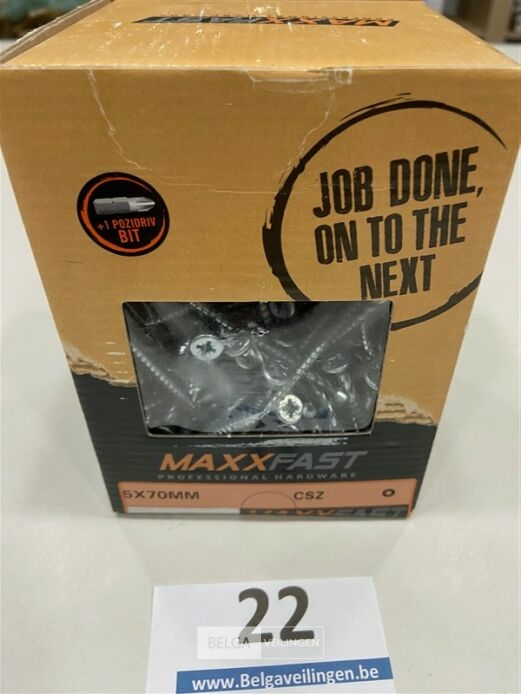 MAXXFAST
JOB DONE,
ON TO THE
NEXT
+1 POZIDRIV
BIT
MAXXFAST
PROFESSIONAL HARDWARE
5X70MM CSZ
MAXXFAST
22
BELGA VEILINGEN
www.Belgaveilingen.be